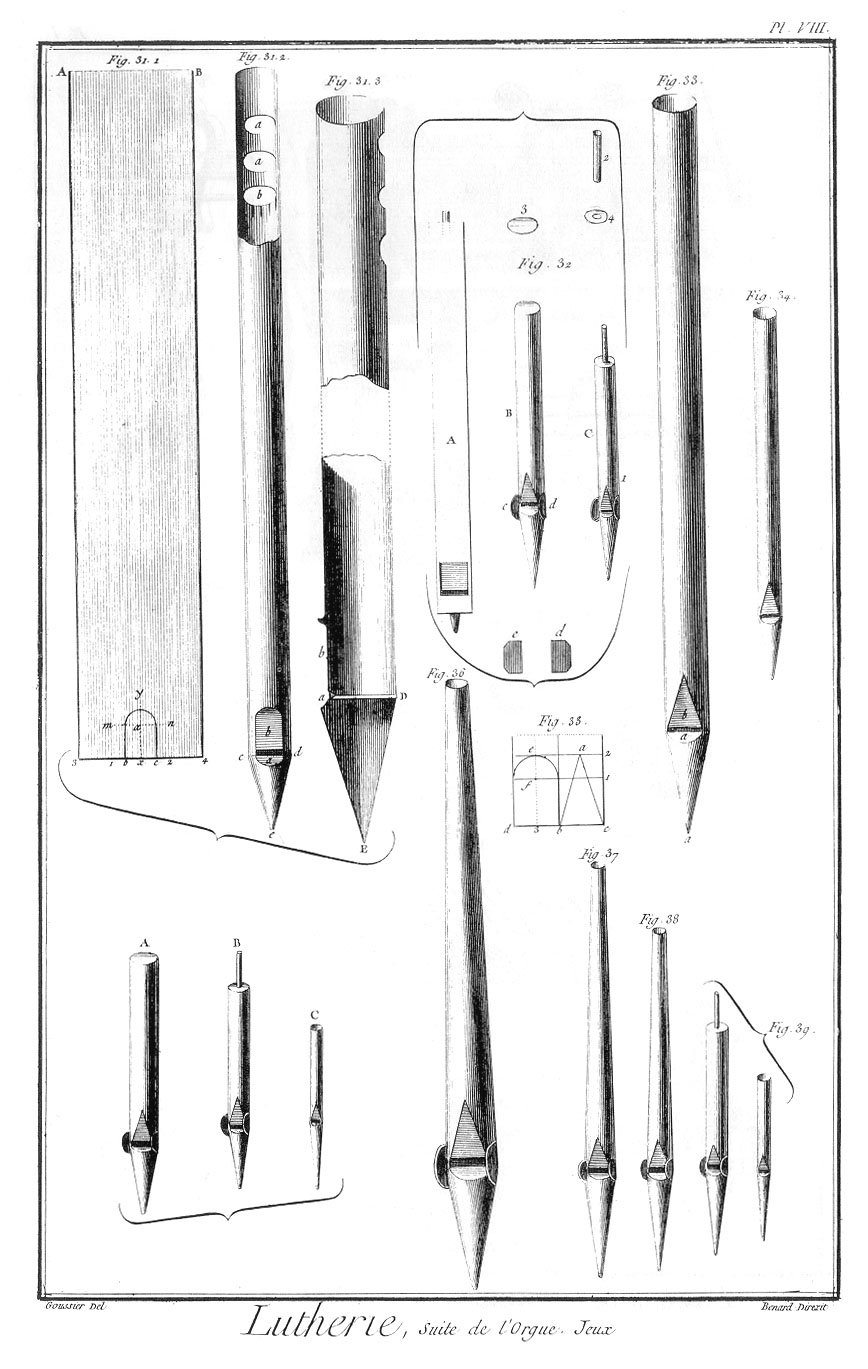 Pl. VIII.
Fig. 31. 1
A
B
Fig. 31. 2.
Fig. 31. 3
Fig. 33.
a
a
b
2
3
4
Fig. 32
Fig. 34.
B
A
C
1
c
d
b
a
D
y
m
a
n
b
c
a
d
3
1
b
x
c
2
4
e
E
e
d
Fig. 36
b
a
a
Fig. 35.
e
a
2
f
1
d
3
b
c
Fig. 37
Fig. 38
A
B
C
Fig. 39.
Goussier Del.
Benard Direxit
Lutherie, Suite de l'Orgue. Jeux